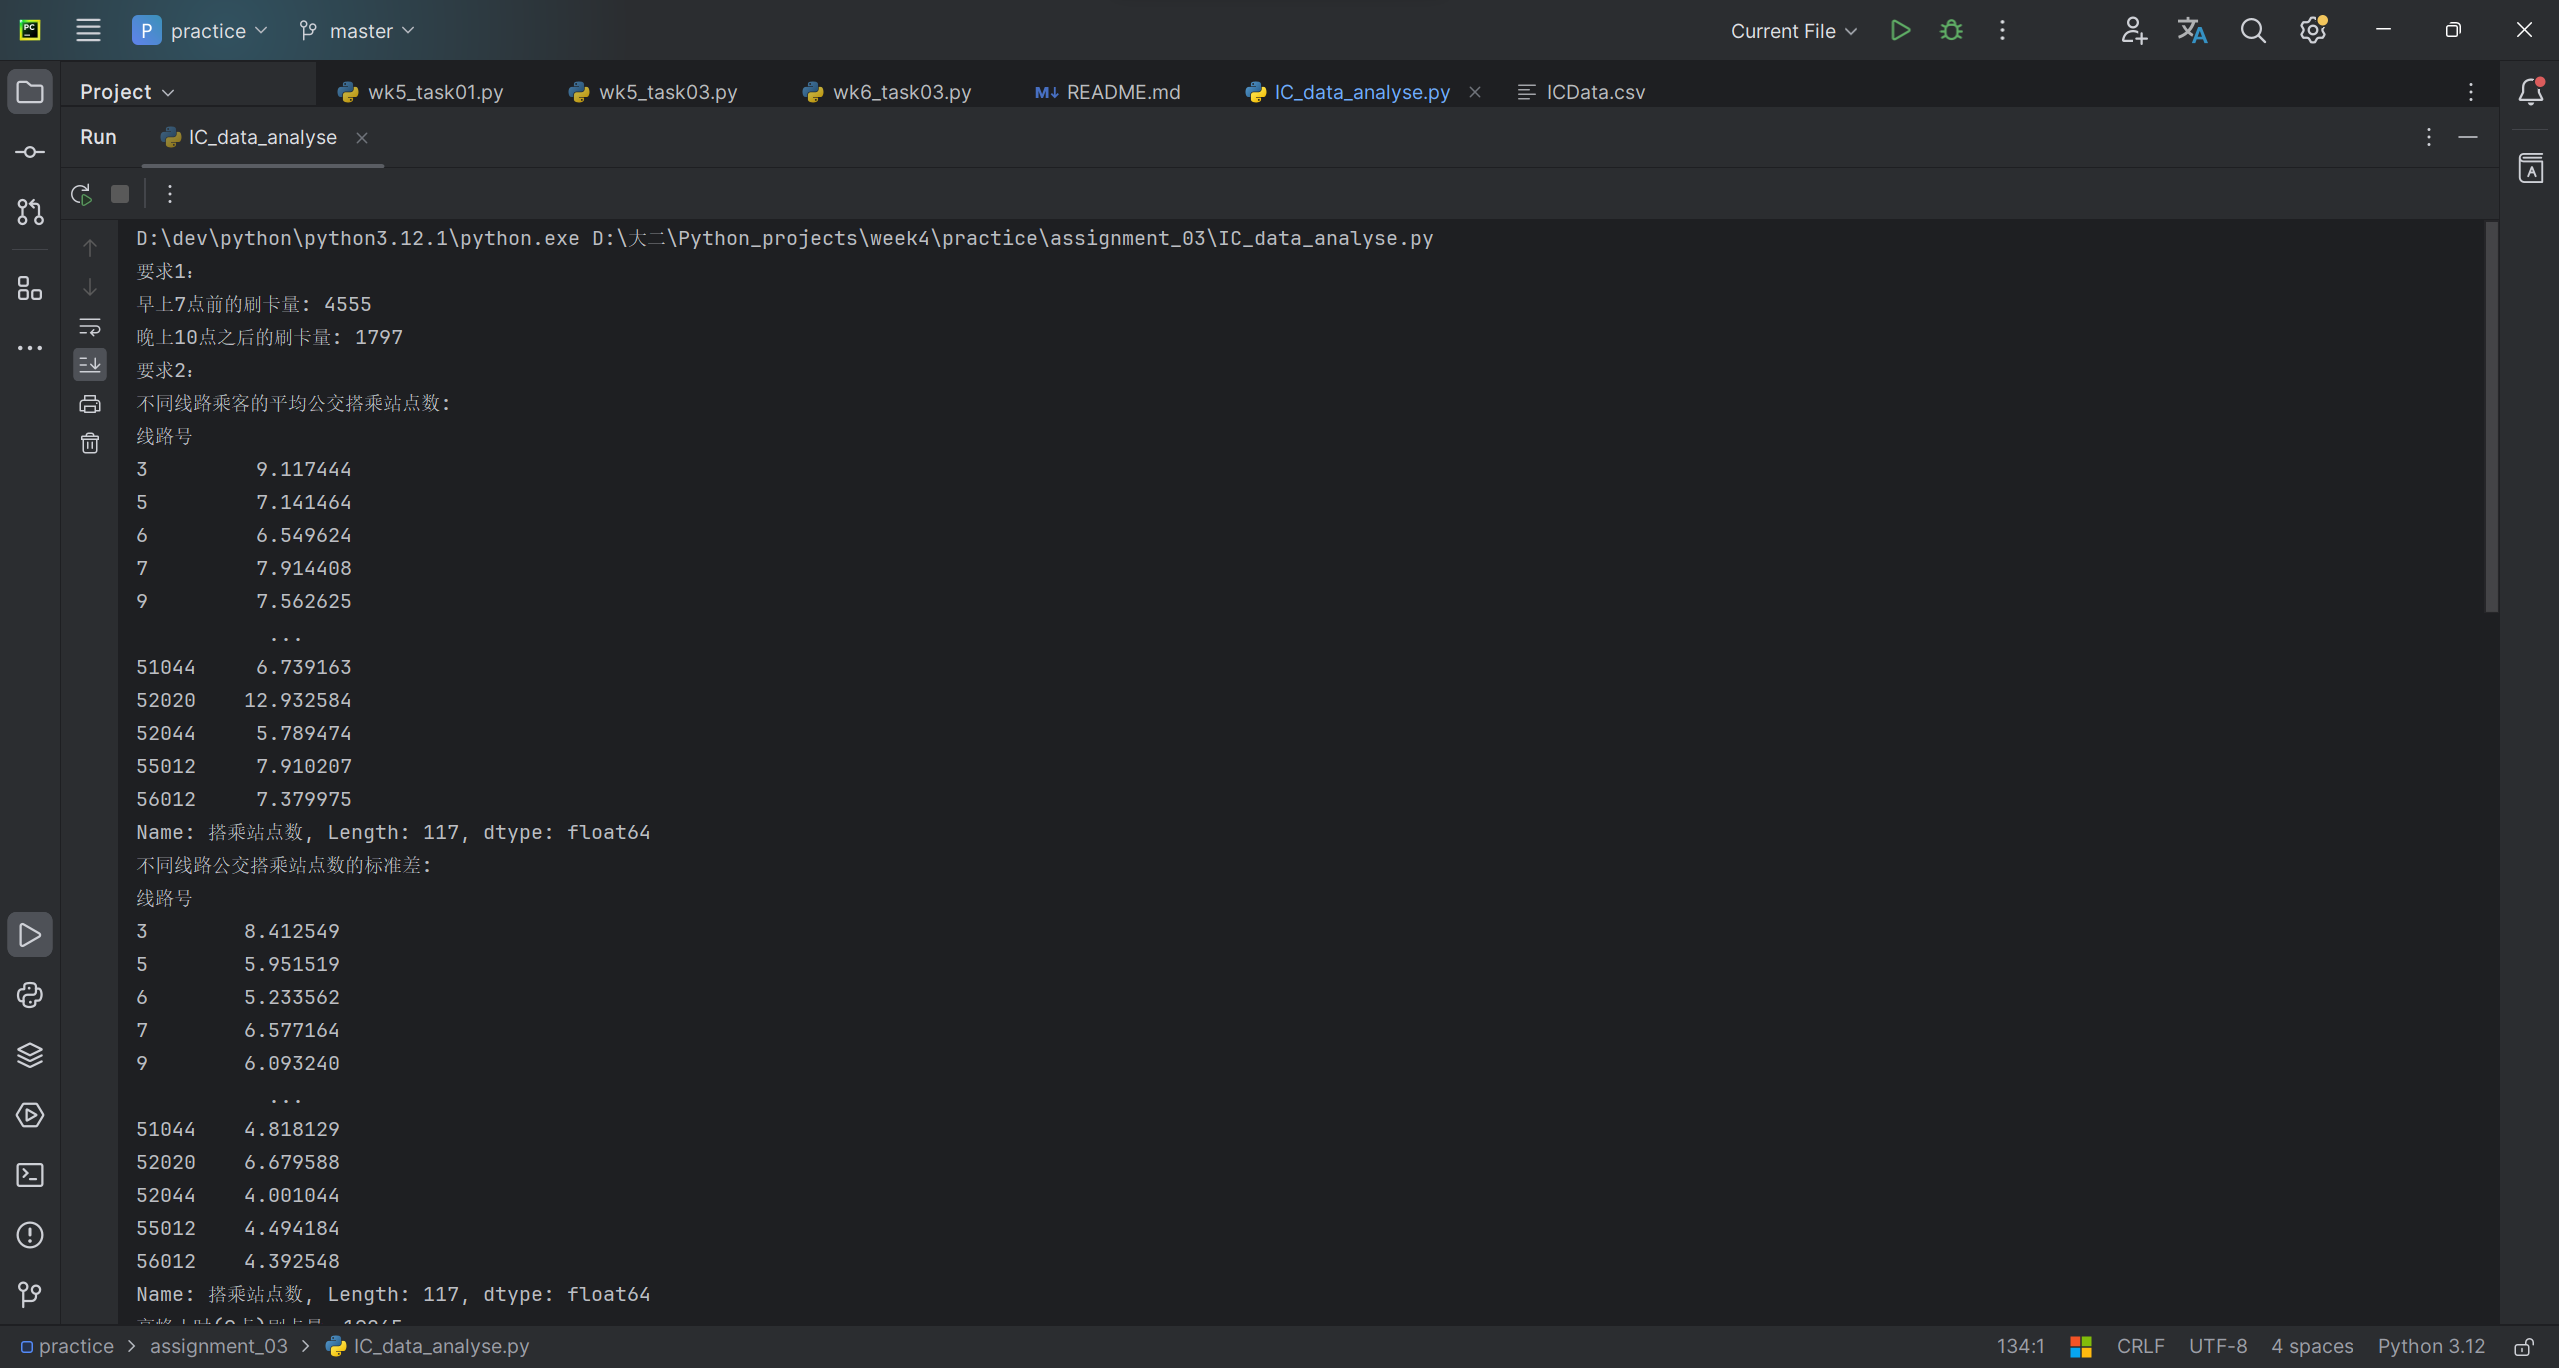 PC
P practice
master
Current File
Project
wk5_task01.py
wk5_task03.py
wk6_task03.py
M↓ README.md
IC_data_analyse.py
ICData.csv
Run
IC_data_analyse
D:\dev\python\python3.12.1\python.exe D:\大二\Python_projects\week4\practice\assignment_03\IC_data_analyse.py
要求1:
早上7点前的刷卡量: 4555
晚上10点之后的刷卡量: 1797
要求2:
不同线路乘客的平均公交搭乘站点数:
线路号
3 9.117444
5 7.141464
6 6.549624
7 7.914408
9 7.562625
...
51044 6.739163
52020 12.932584
52044 5.789474
55012 7.910207
56012 7.379975
Name: 搭乘站点数, Length: 117, dtype: float64
不同线路公交搭乘站点数的标准差:
线路号
3 8.412549
5 5.951519
6 5.233562
7 6.577164
9 6.093240
...
51044 4.818129
52020 6.679588
52044 4.001044
55012 4.494184
56012 4.392548
Name: 搭乘站点数, Length: 117, dtype: float64
practice > assignment_03 > IC_data_analyse.py
134:1
CRLF
UTF-8
4 spaces
Python 3.12